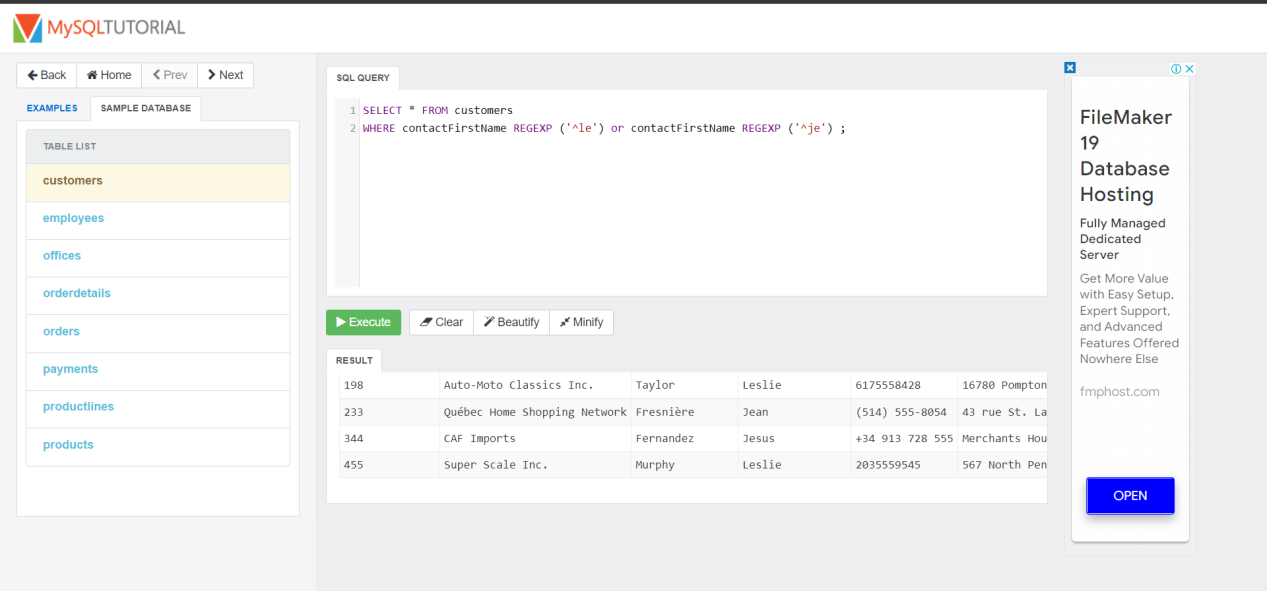 MySQLTUTORIAL
Back Home Prev Next
EXAMPLES SAMPLE DATABASE
TABLE LIST
customers
employees
offices
orderdetails
orders
payments
productlines
products
SQL QUERY
1 SELECT * FROM customers
2 WHERE contactFirstName REGEXP ('^le') or contactFirstName REGEXP ('^je') ;
Execute Clear Beautify Minify
RESULT
198 Auto-Moto Classics Inc. Taylor Leslie 6175558428 16780 Pompton
233 Québec Home Shopping Network Fresnière Jean (514) 555-8054 43 rue St. La
344 CAF Imports Fernandez Jesus +34 913 728 555 Merchants Hou
455 Super Scale Inc. Murphy Leslie 2035559545 567 North Pen
FileMaker
19
Database
Hosting
Fully Managed
Dedicated
Server
Get More Value
with Easy Setup,
Expert Support,
and Advanced
Features Offered
Nowhere Else
fmphost.com
OPEN